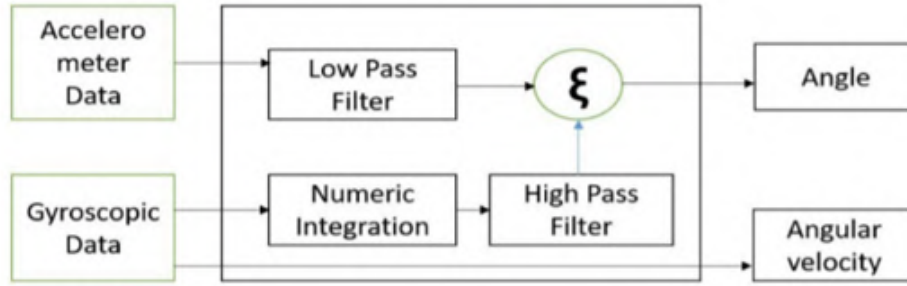 Accelero
meter
Data
Low Pass
Filter
ξ
Angle
Gyroscopic
Data
Numeric
Integration
High Pass
Filter
Angular
velocity